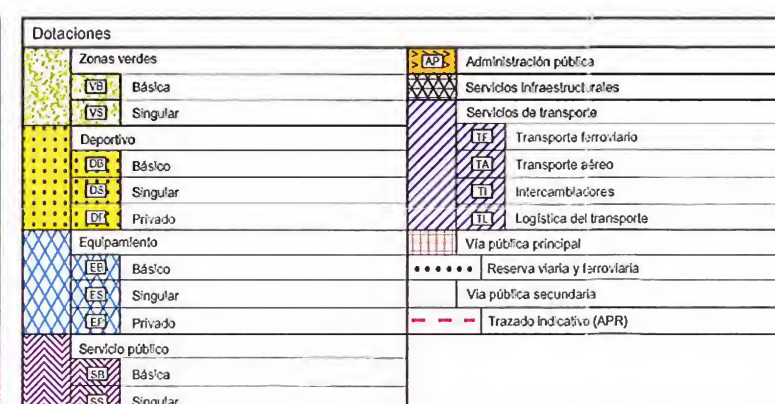 Dotaciones
Zonas verdes
VB Básica
VS Singular
Deportivo
DB Básico
DS Singular
DP Privado
Equipamiento
EB Básico
ES Singular
EP Privado
Servicio público
SB Básica
SS Singular
AP Administración pública
Servicios Infraestructurales
Servicios de transporte
TF Transporte ferroviario
TA Transporte aéreo
TI Intercambiadores
TL Logística del transporte
Vía pública principal
Reserva viaria y ferroviaria
Via pública secundaria
Trazado indicativo (APR)